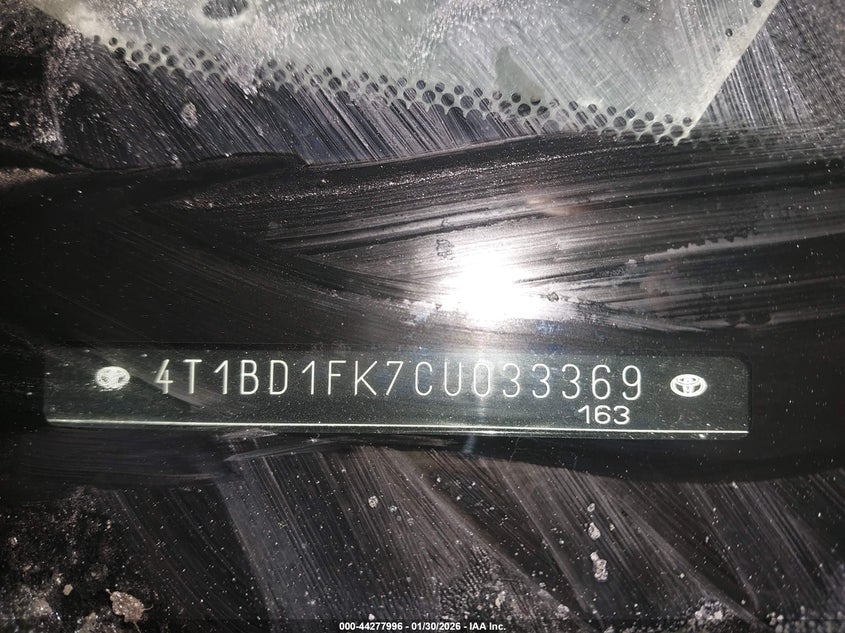 4T1BD1FK7CU033369
163
000-44277996 - 01/30/2026 - IAA Inc.